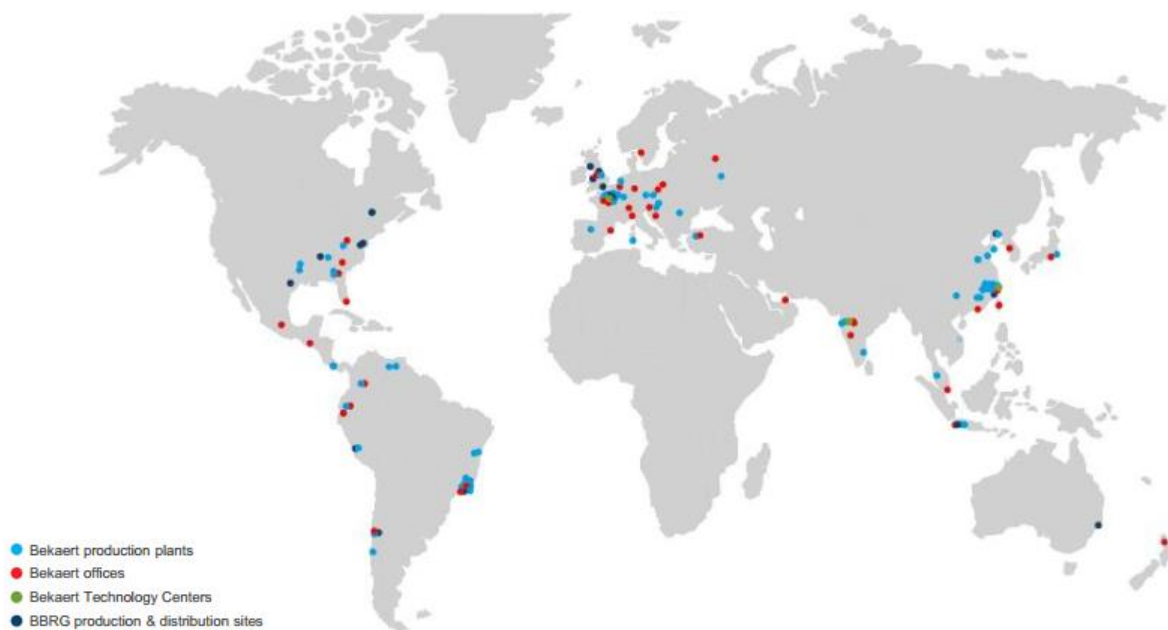 Bekaert production plants
Bekaert offices
Bekaert Technology Centers
BBRG production & distribution sites